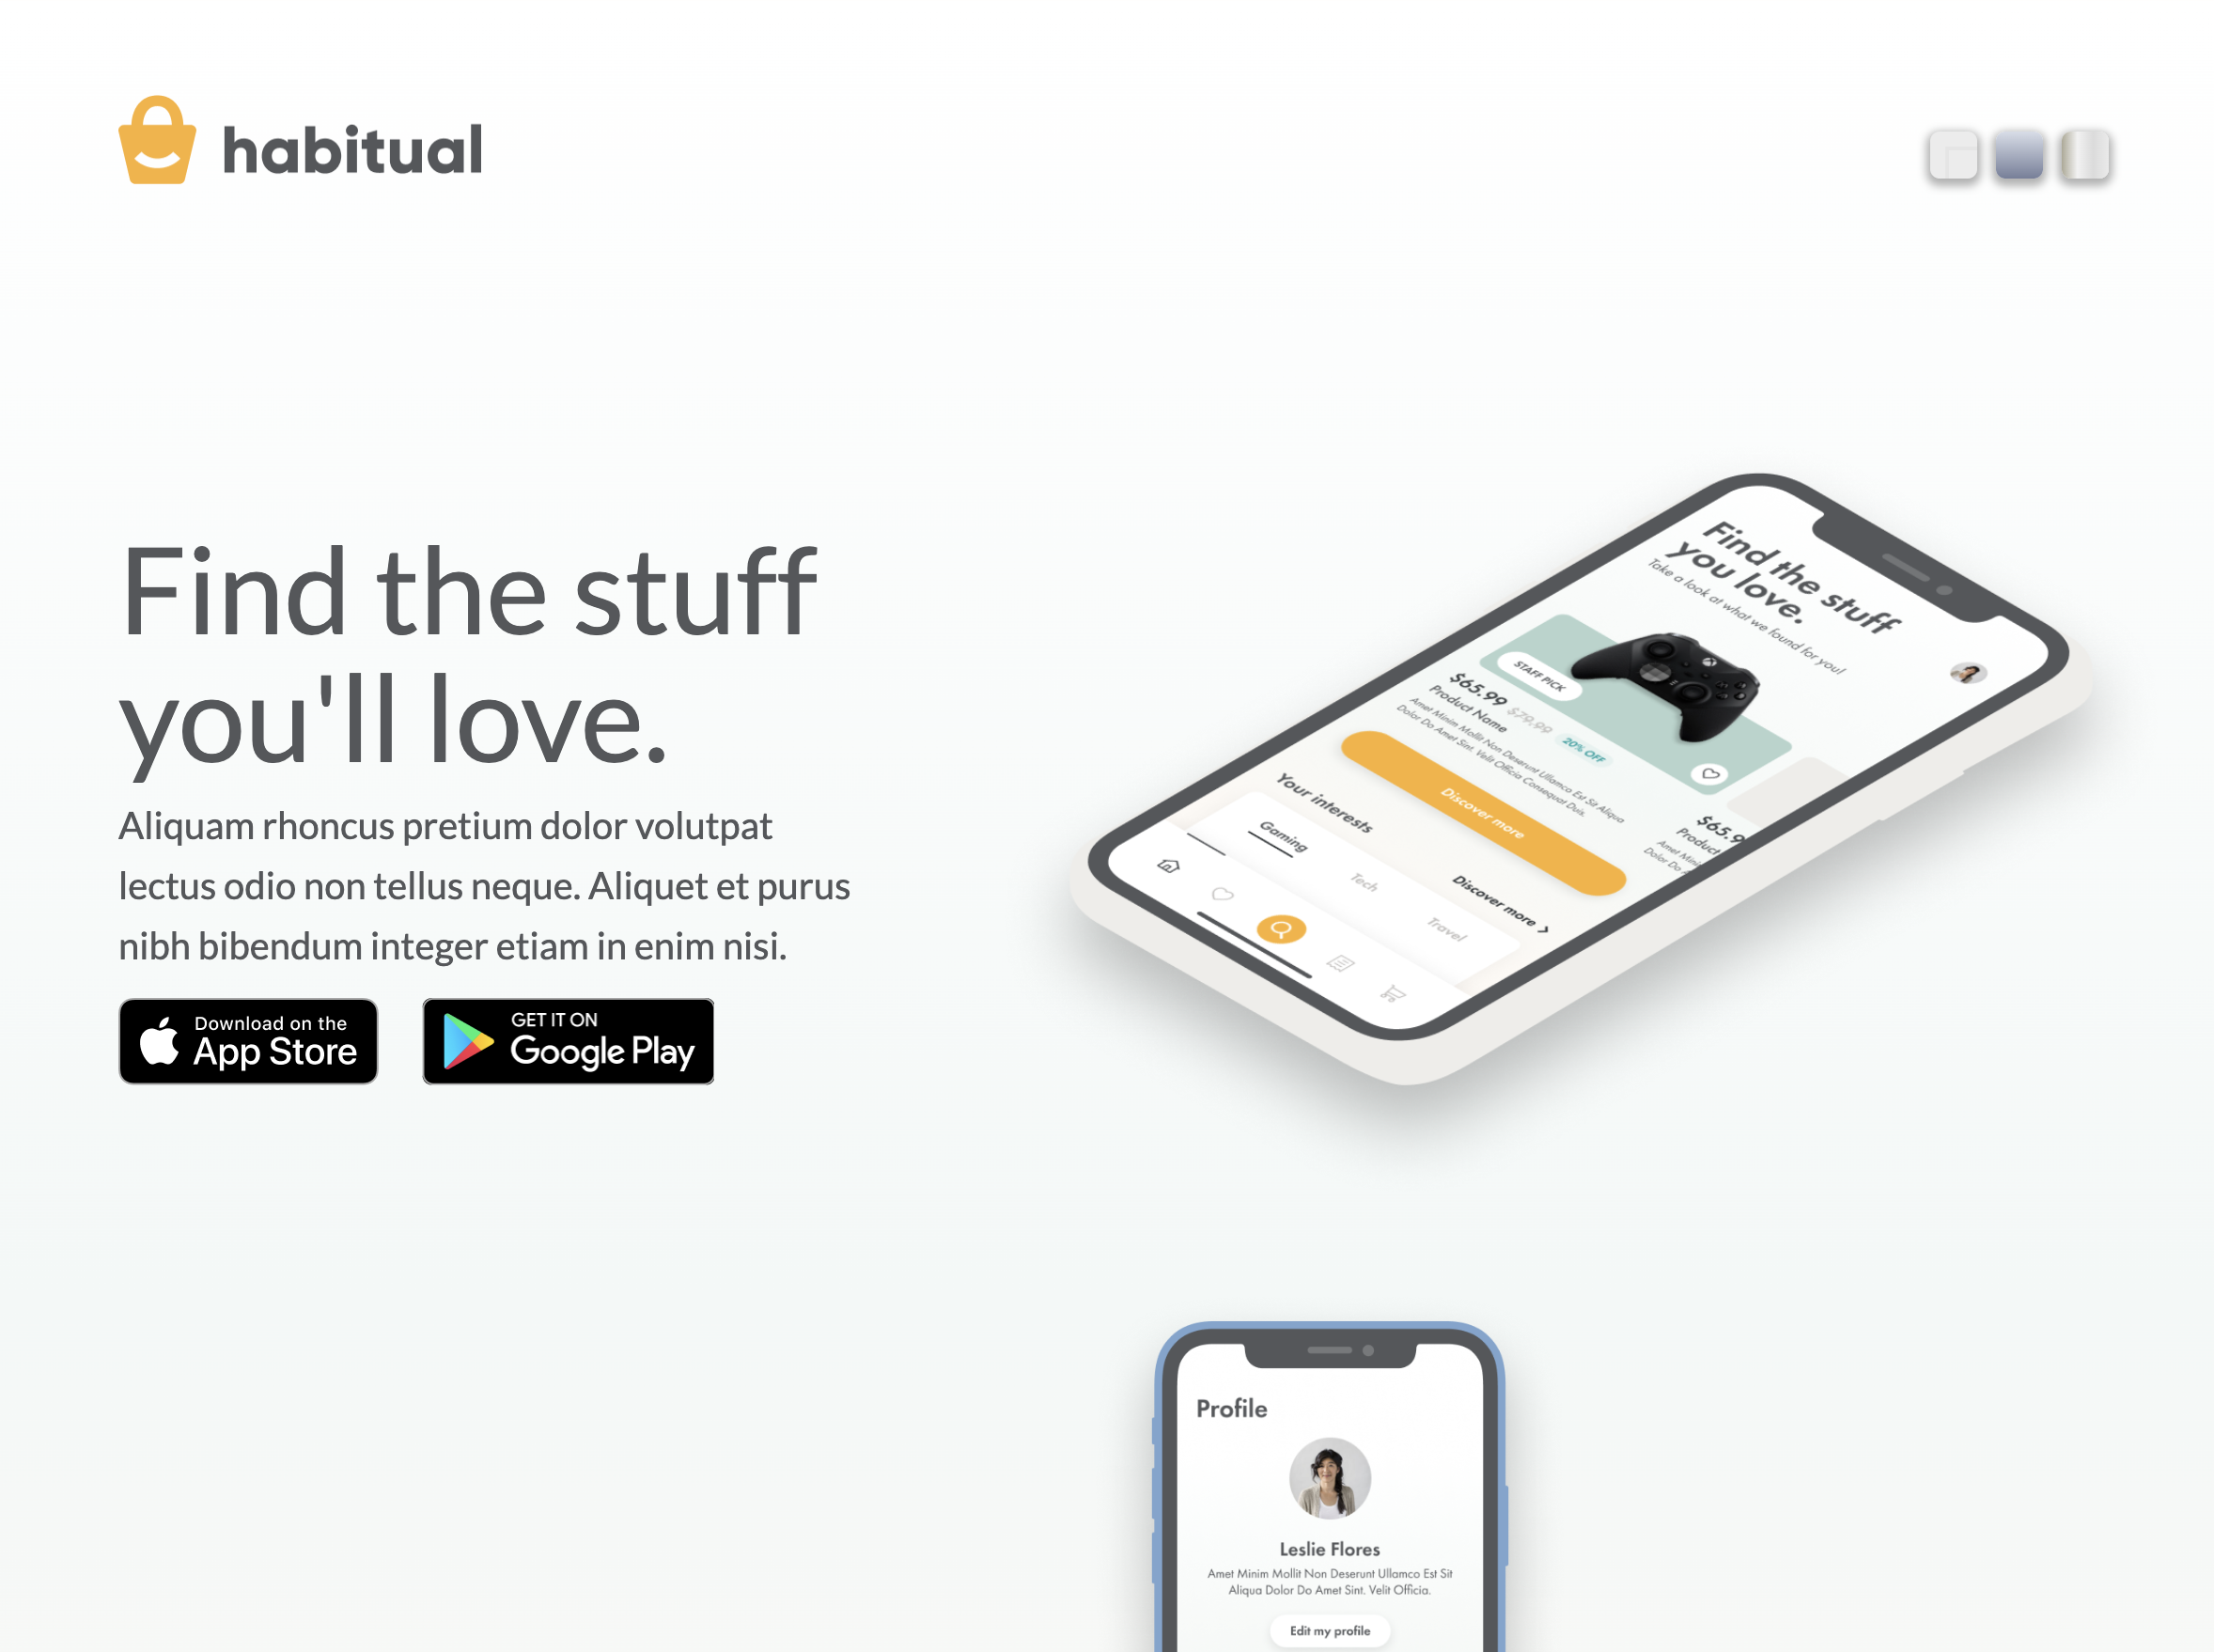 habitual
Find the stuff
you'll love.
Aliquam rhoncus pretium dolor volutpat
lectus odio non tellus neque. Aliquet et purus
nibh bibendum integer etiam in enim nisi.
Download on the
App Store
GET IT ON
Google Play
Find the stuff
you love.
Take a look at what we found for you!
STAFF PICK
$65.99 $79.99 20% OFF
Product Name
Amet Minim Mollit Non Deserunt Ullamco Est Sit Aliqua
Dolor Do Amet Sint. Velit Officia Consequat Duis.
$65.9
Product
Amet Mini
Dolor Do A
Discover more
Your interests
Discover more
Gaming
Tech
Travel
Profile
Leslie Flores
Amet Minim Mollit Non Deserunt Ullamco Est Sit
Aliqua Dolor Do Amet Sint. Velit Officia.
Edit my profile